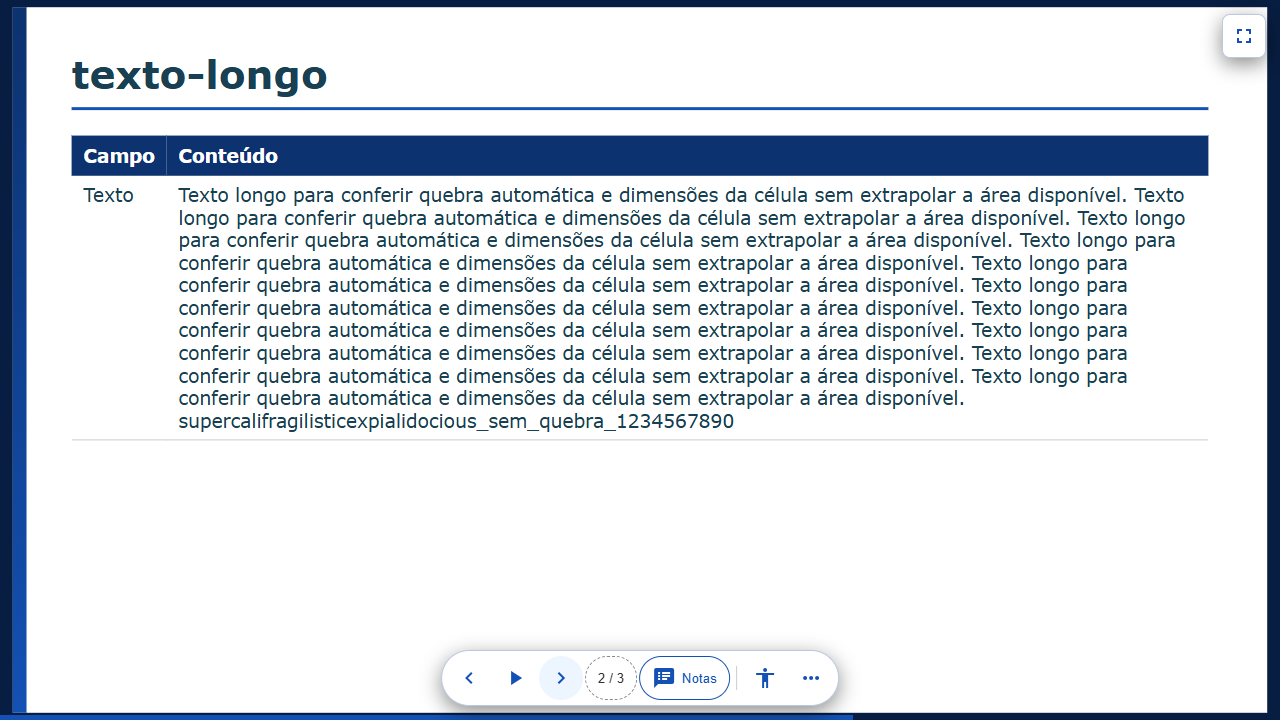 texto-longo
Campo Conteúdo
Texto Texto longo para conferir quebra automática e dimensões da célula sem extrapolar a área disponível. Texto
longo para conferir quebra automática e dimensões da célula sem extrapolar a área disponível. Texto longo
para conferir quebra automática e dimensões da célula sem extrapolar a área disponível. Texto longo para
conferir quebra automática e dimensões da célula sem extrapolar a área disponível. Texto longo para
conferir quebra automática e dimensões da célula sem extrapolar a área disponível. Texto longo para
conferir quebra automática e dimensões da célula sem extrapolar a área disponível. Texto longo para
conferir quebra automática e dimensões da célula sem extrapolar a área disponível. Texto longo para
conferir quebra automática e dimensões da célula sem extrapolar a área disponível. Texto longo para
conferir quebra automática e dimensões da célula sem extrapolar a área disponível. Texto longo para
conferir quebra automática e dimensões da célula sem extrapolar a área disponível.
supercalifragilisticexpialidocious_sem_quebra_1234567890
2 / 3 Notas